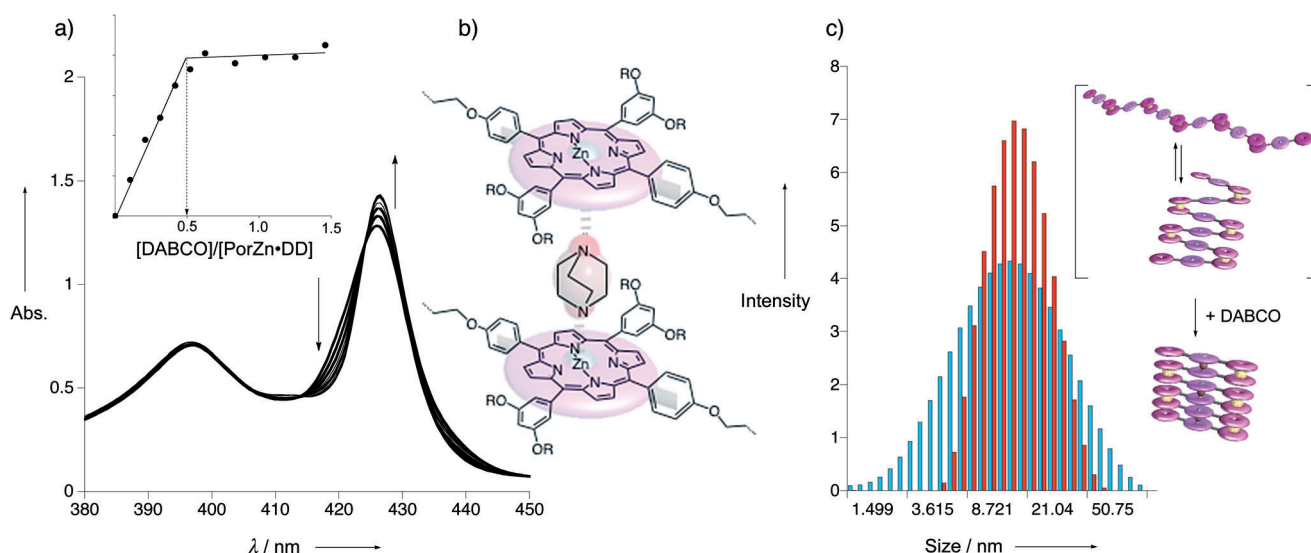 a)
2
1.5
1
0.5
0
Abs.
380
390
400
410
420
430
440
450
λ / nm
0.5
1.0
1.5
[DABCO]/[PorZn•DD]
b)
OR
OR
O
N
N
Zn
N
N
RO
OR
O
N
N
OR
OR
O
N
N
Zn
N
N
RO
OR
O
c)
8
7
6
5
4
3
2
1
0
Intensity
1.499
3.615
8.721
21.04
50.75
Size / nm
+ DABCO